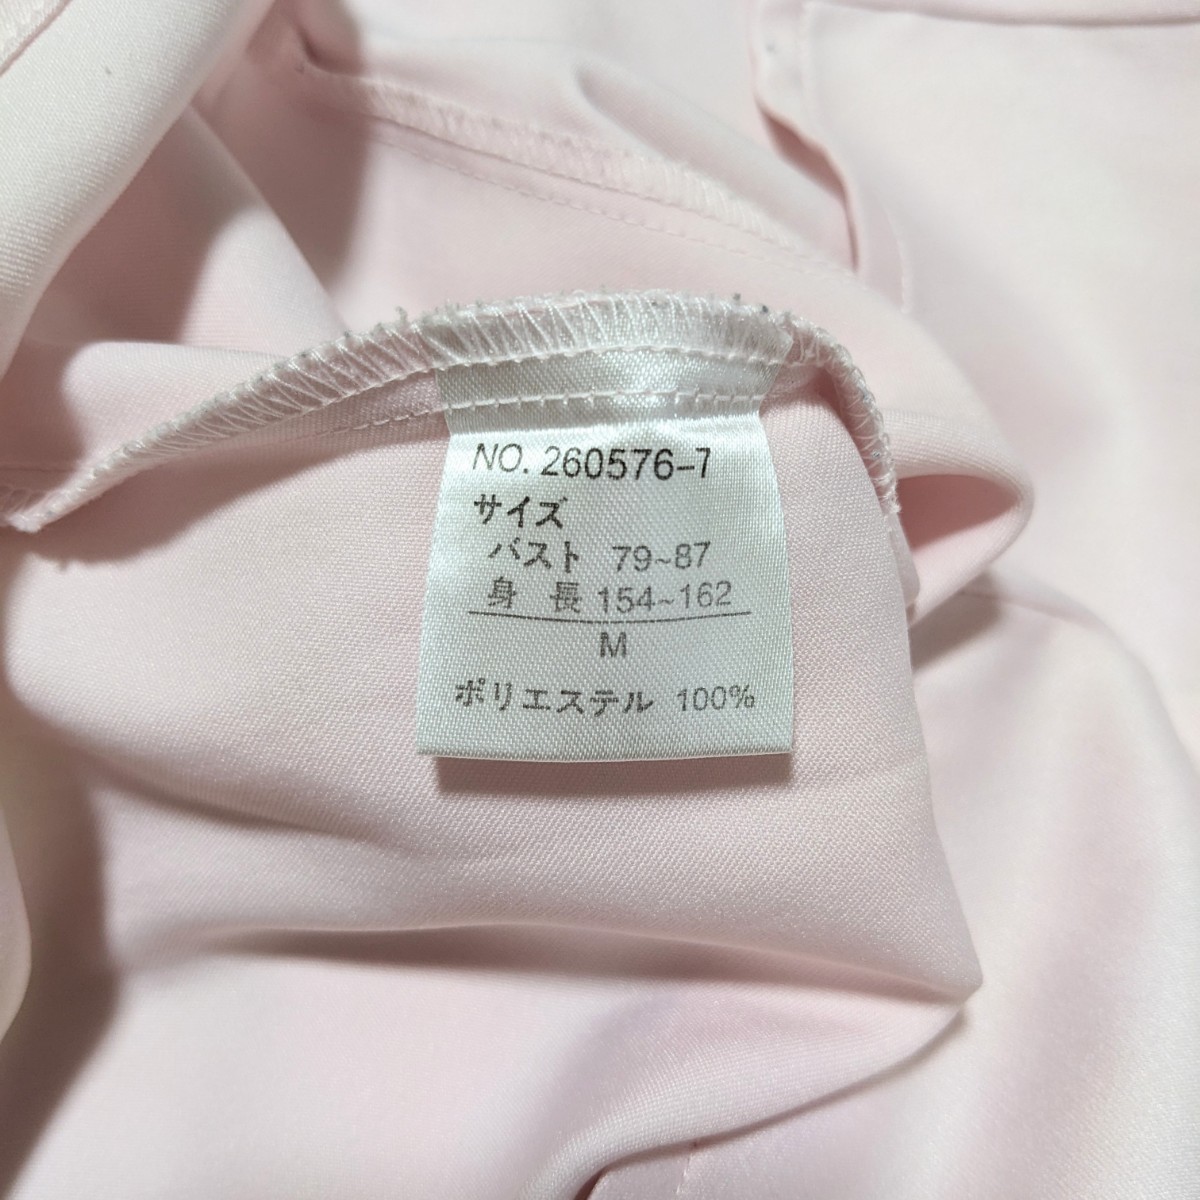 NO. 260576-7
サイズ
バスト 79~87
身 長 154~162
M
ポリエステル 100%